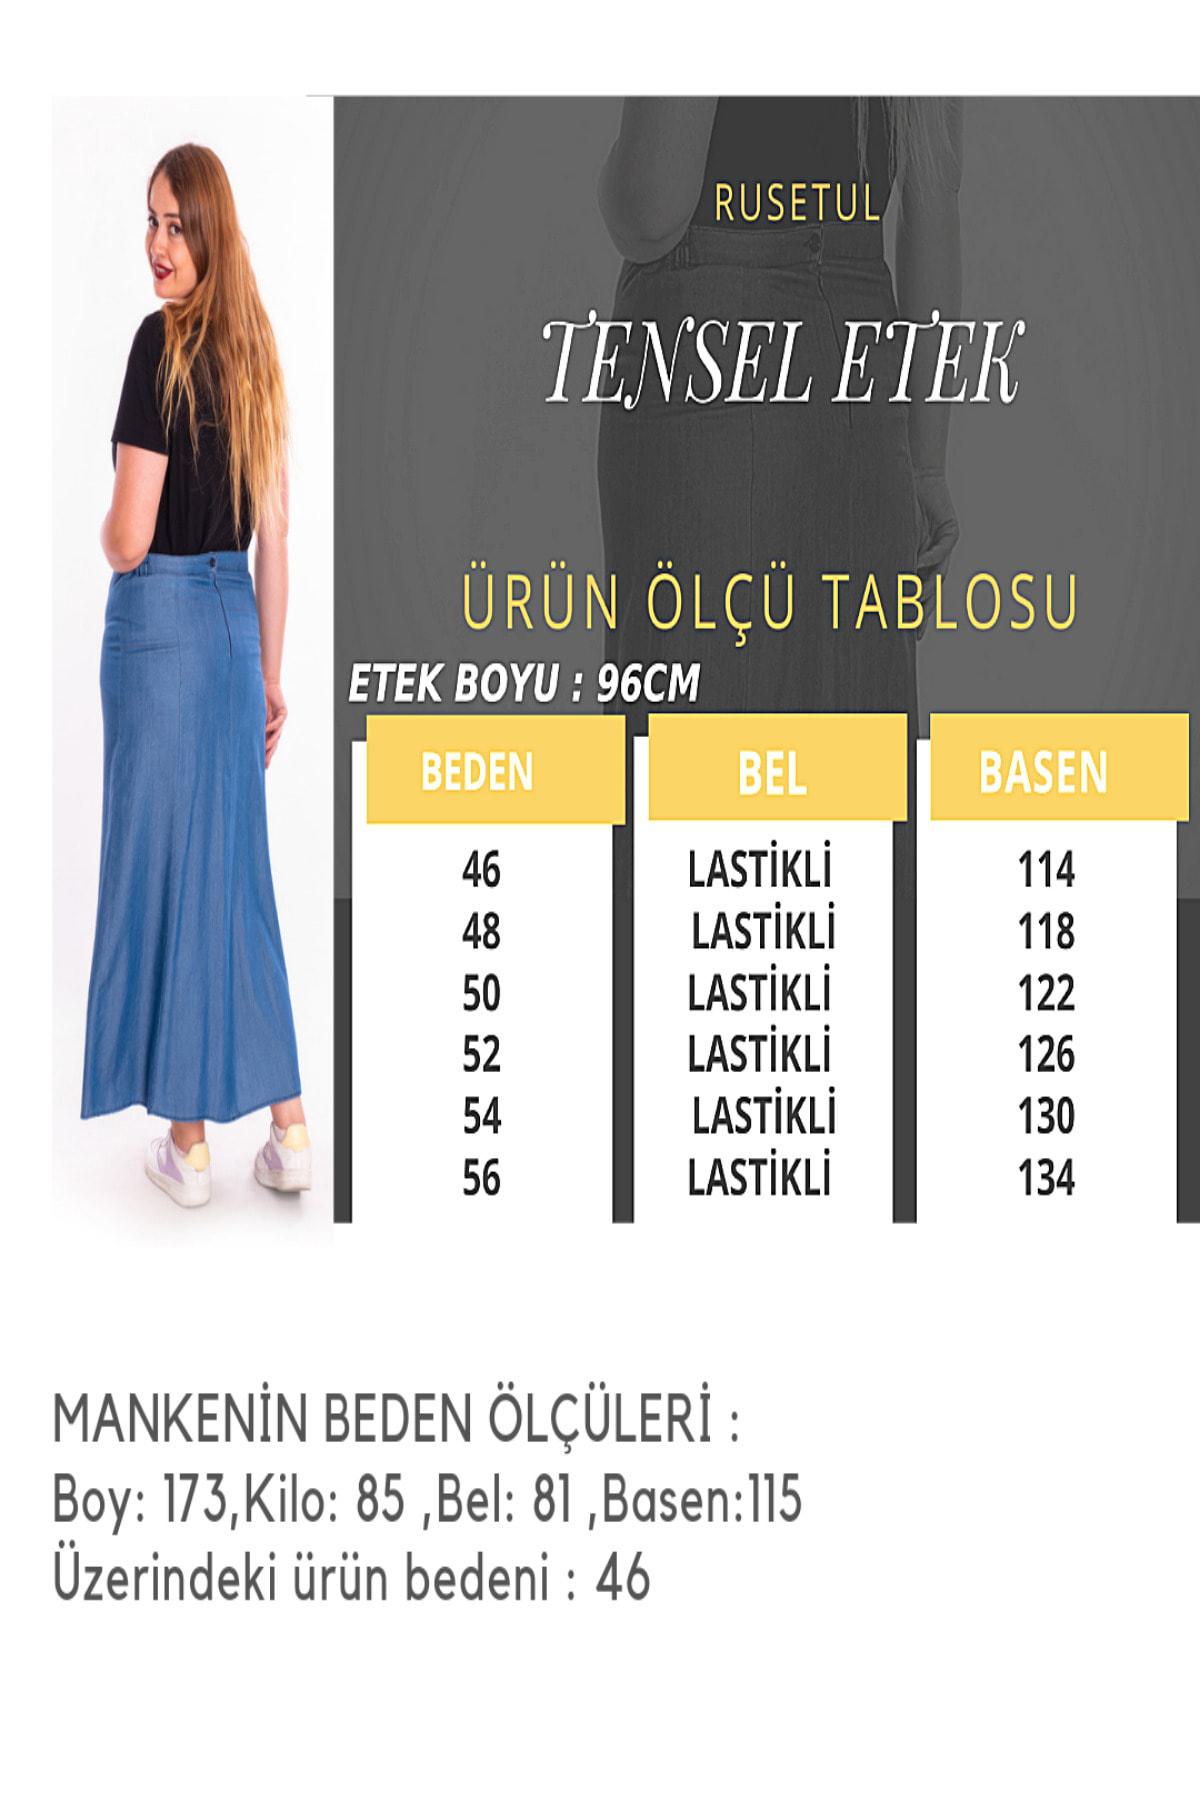 RUSETUL
TENSEL ETEK
ÜRÜN ÖLÇÜ TABLOSU
ETEK BOYU : 96CM
BEDEN BEL BASEN
46 LASTİKLİ 114
48 LASTİKLİ 118
50 LASTİKLİ 122
52 LASTİKLİ 126
54 LASTİKLİ 130
56 LASTİKLİ 134
MANKENİN BEDEN ÖLÇÜLERİ :
Boy: 173,Kilo: 85 ,Bel: 81 ,Basen:115
Üzerindeki ürün bedeni : 46